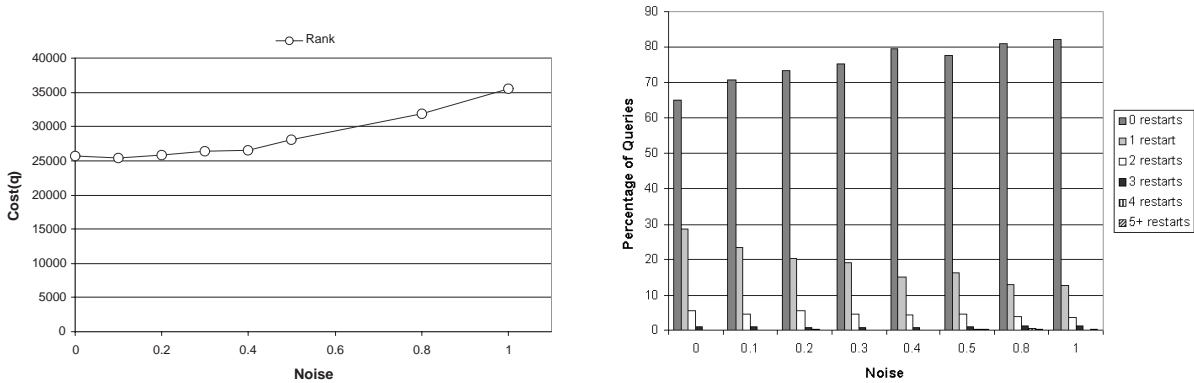 Rank
40000
35000
30000
25000
20000
15000
10000
5000
0
Cost(q)
0 0.2 0.4 0.6 0.8 1
Noise
90
80
70
60
50
40
30
20
10
0
Percentage of Queries
0 0.1 0.2 0.3 0.4 0.5 0.8 1
Noise
0 restarts
1 restart
2 restarts
3 restarts
4 restarts
5+ restarts